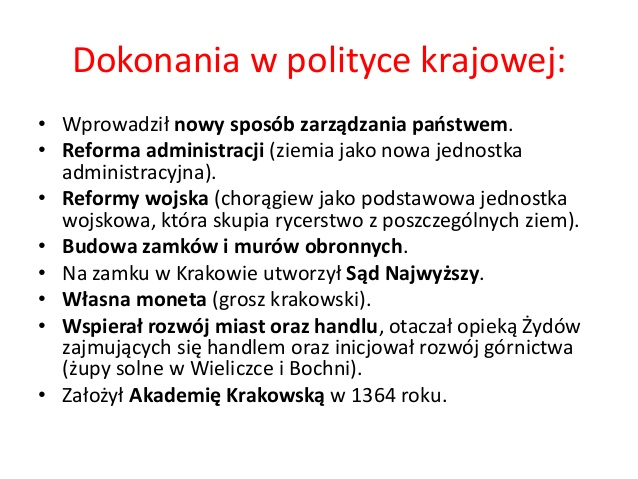 Dokonania w polityce krajowej:
• Wprowadził nowy sposób zarządzania państwem.
• Reforma administracji (ziemia jako nowa jednostka
administracyjna).
• Reformy wojska (chorągiew jako podstawowa jednostka
wojskowa, która skupia rycerstwo z poszczególnych ziem).
• Budowa zamków i murów obronnych.
• Na zamku w Krakowie utworzył Sąd Najwyższy.
• Własna moneta (grosz krakowski).
• Wspierał rozwój miast oraz handlu, otaczał opieką Żydów
zajmujących się handlem oraz inicjował rozwój górnictwa
(żupy solne w Wieliczce i Bochni).
• Założył Akademię Krakowską w 1364 roku.